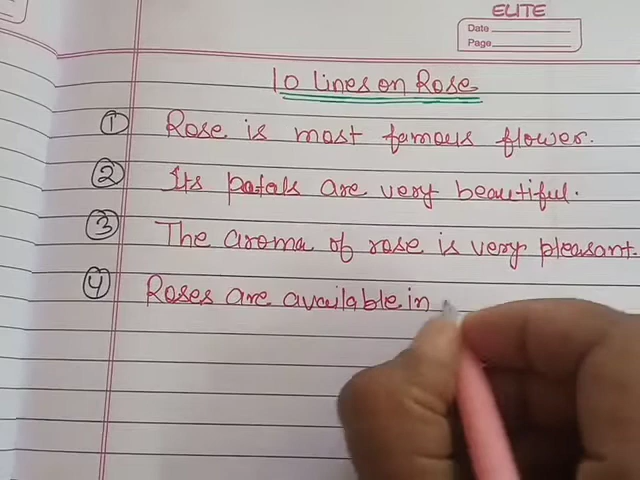 ELITE
Date
Page
10 lines on Rose
1 Rose is most famous flower.
2 Its patals are very beautiful.
3 The aroma of rose is very pleasant.
4 Roses are available in